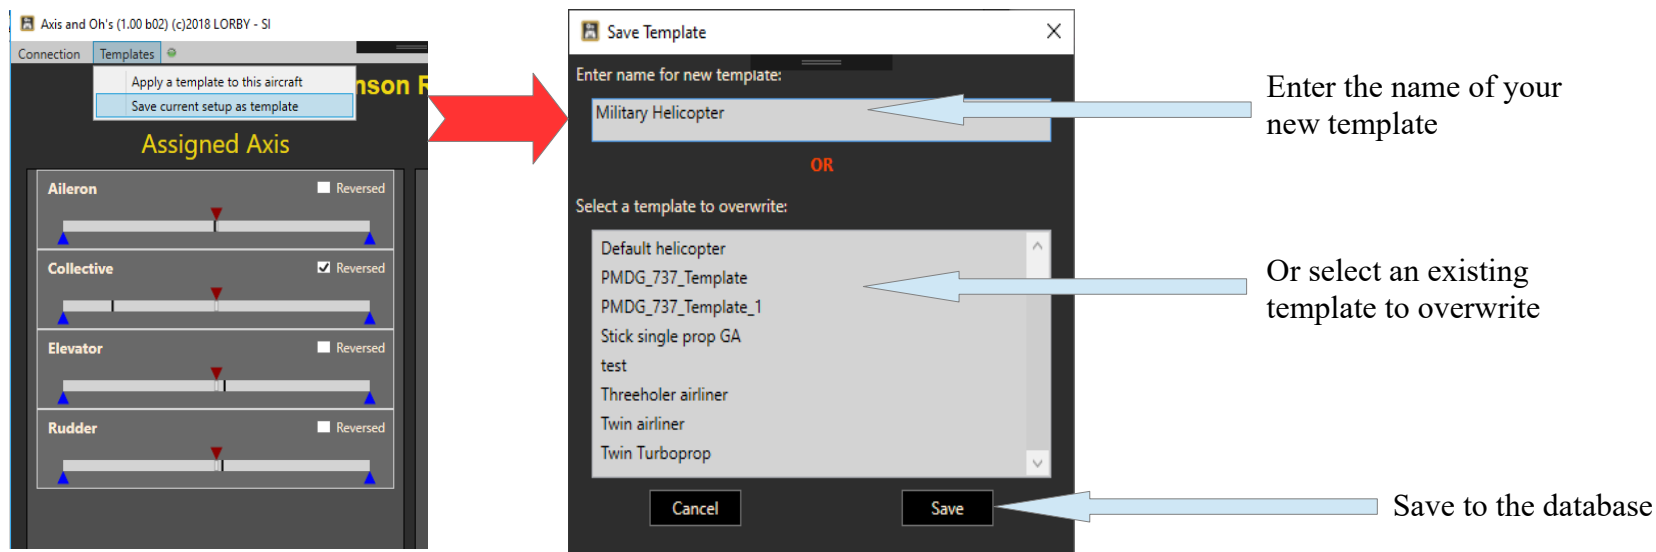 Axis and Oh's (1.00 b02) (c)2018 LORBY - SI
Connection Templates
Apply a template to this aircraft
Save current setup as template
nson R
Assigned Axis
Aileron Reversed
Collective Reversed
Elevator Reversed
Rudder Reversed
Save Template
Enter name for new template:
Military Helicopter
OR
Select a template to overwrite:
Default helicopter
PMDG_737_Template
PMDG_737_Template_1
Stick single prop GA
test
Threeholer airliner
Twin airliner
Twin Turboprop
Cancel Save
Enter the name of your
new template
Or select an existing
template to overwrite
Save to the database